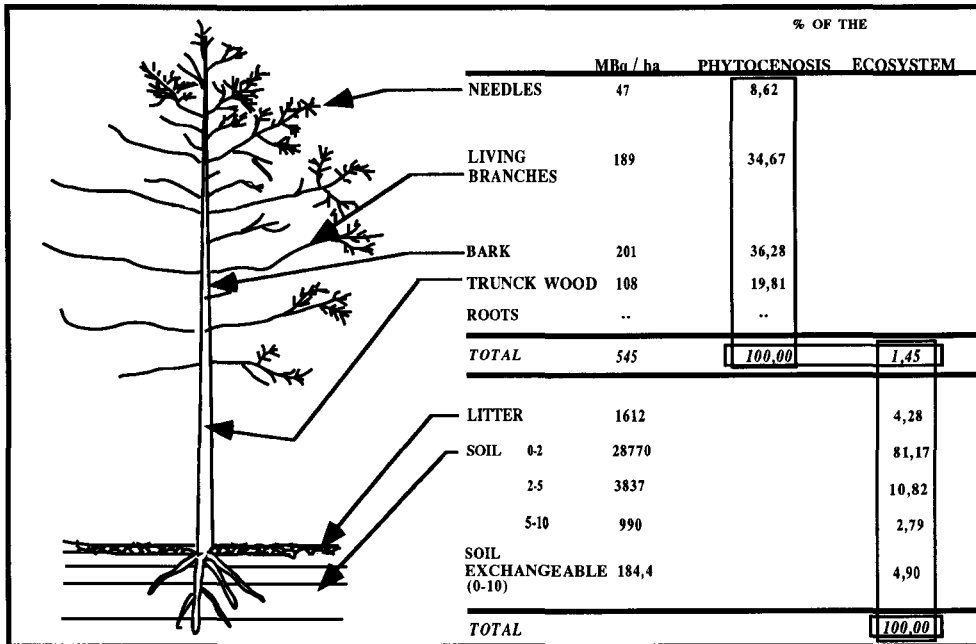 % OF THE
MBq / ha PHYTOCENOSIS ECOSYSTEM
NEEDLES 47 8,62
LIVING 189 34,67
BRANCHES
BARK 201 36,28
TRUNCK WOOD 108 19,81
ROOTS .. ..
TOTAL 545 100,00 1,45
LITTER 1612 4,28
SOIL 0-2 28770 81,17
2-5 3837 10,82
5-10 990 2,79
SOIL
EXCHANGEABLE 184,4 4,90
(0-10)
TOTAL 100,00